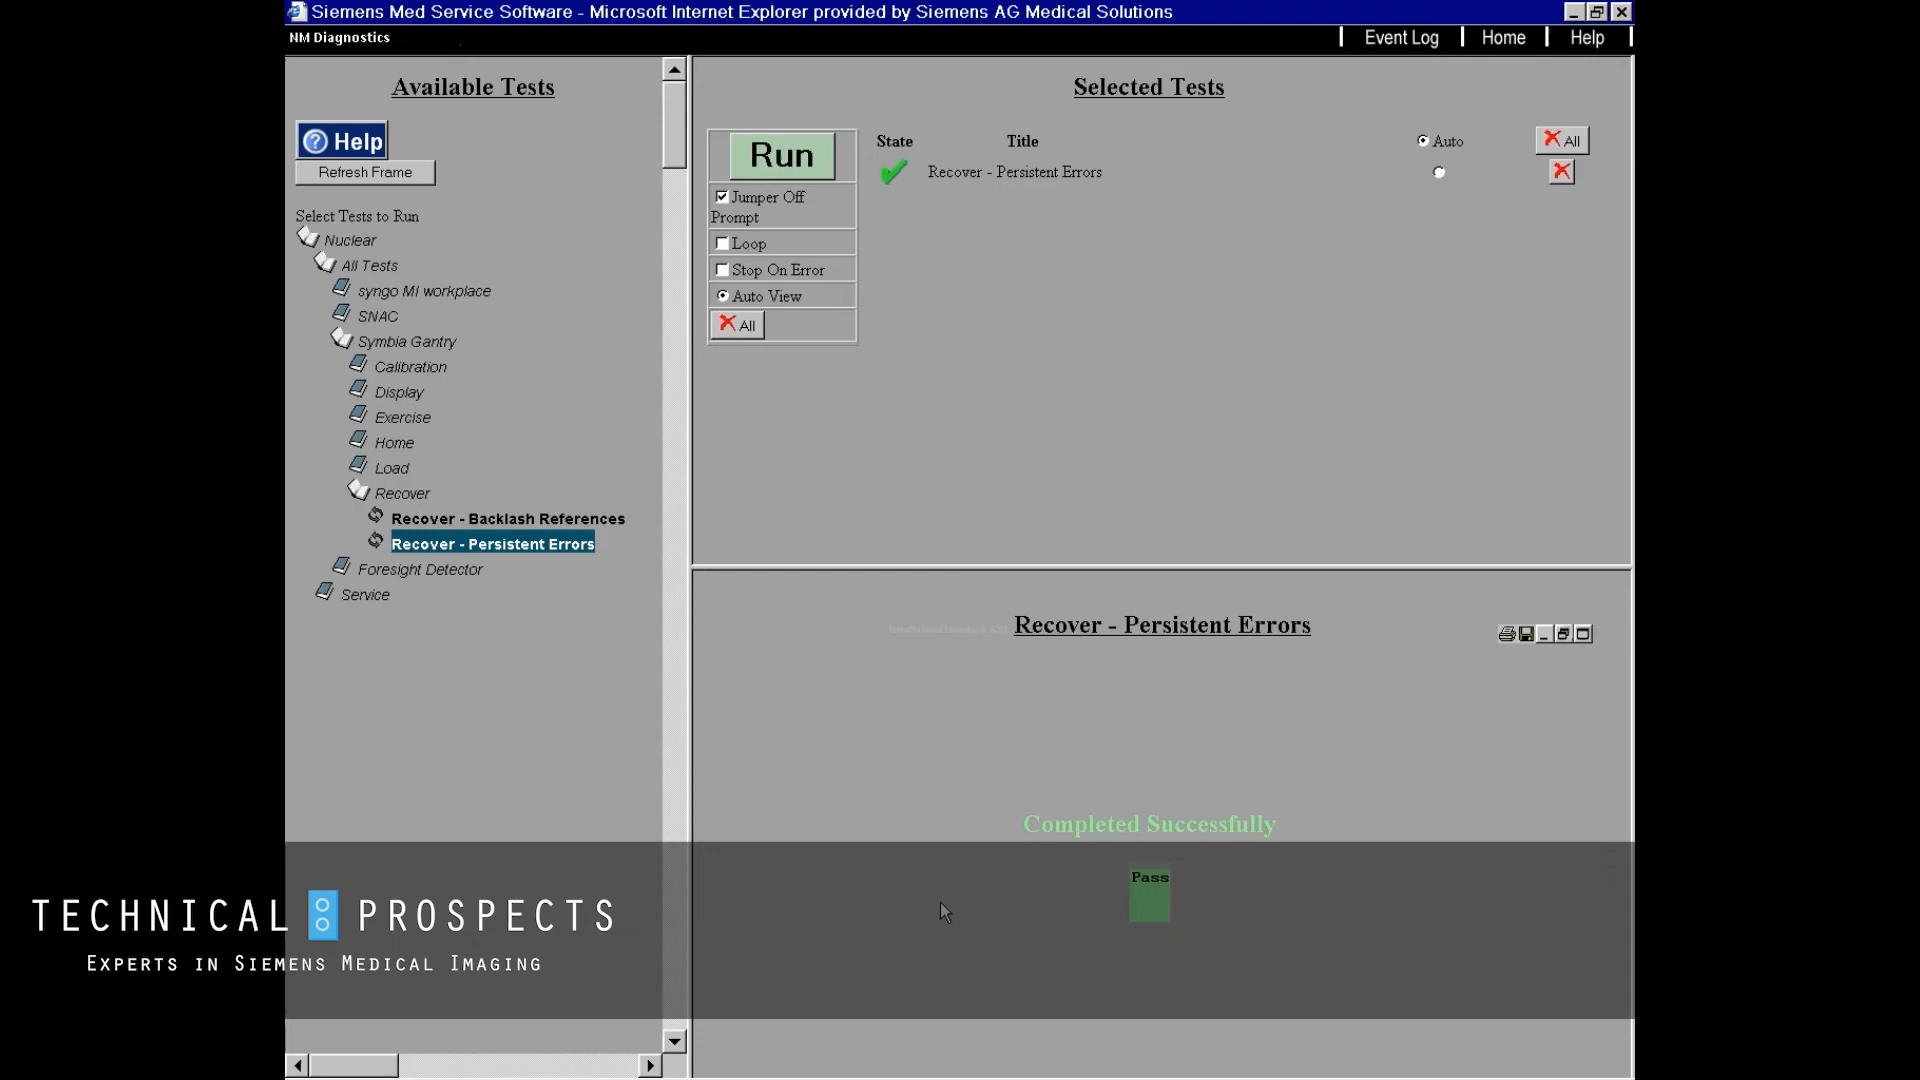 Siemens Med Service Software - Microsoft Internet Explorer provided by Siemens AG Medical Solutions
NM Diagnostics
Event Log
Home
Help
Available Tests
Help
Refresh Frame
Select Tests to Run
Nuclear
All Tests
syngo MI workplace
SNAC
Symbia Gantry
Calibration
Display
Exercise
Home
Load
Recover
Recover - Backlash References
Recover - Persistent Errors
Foresight Detector
Service
Selected Tests
Run
Jumper Off
Prompt
Loop
Stop On Error
Auto View
All
State Title
Auto
All
Recover - Persistent Errors
Recover - Persistent Errors
Completed Successfully
Pass
TECHNICAL PROSPECTS
EXPERTS IN SIEMENS MEDICAL IMAGING